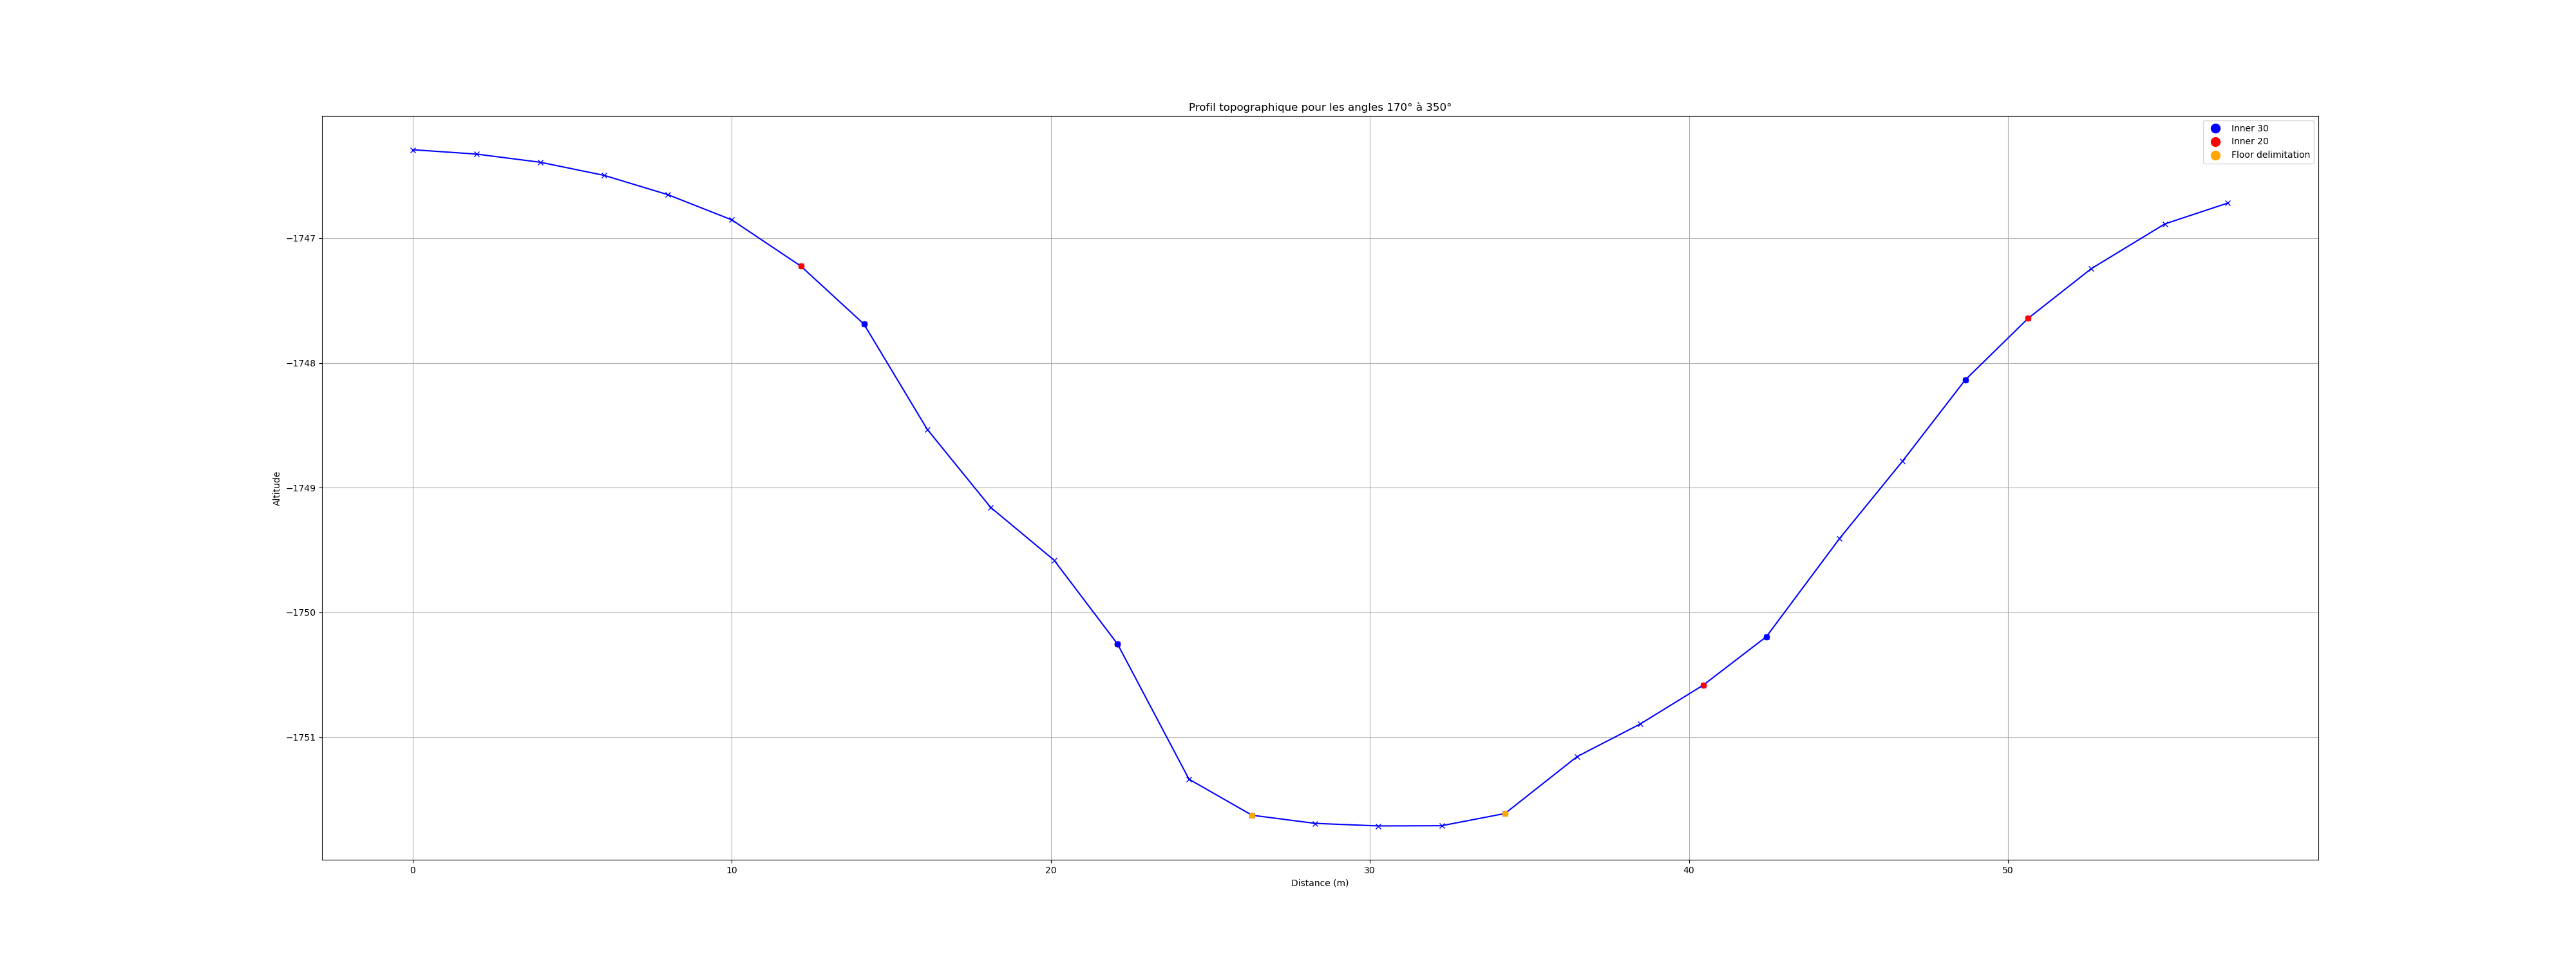 Profil topographique pour les angles 170° à 350°
Inner 30
Inner 20
Floor delimitation
Altitude
−1747
−1748
−1749
−1750
−1751
0 10 20 30 40 50
Distance (m)